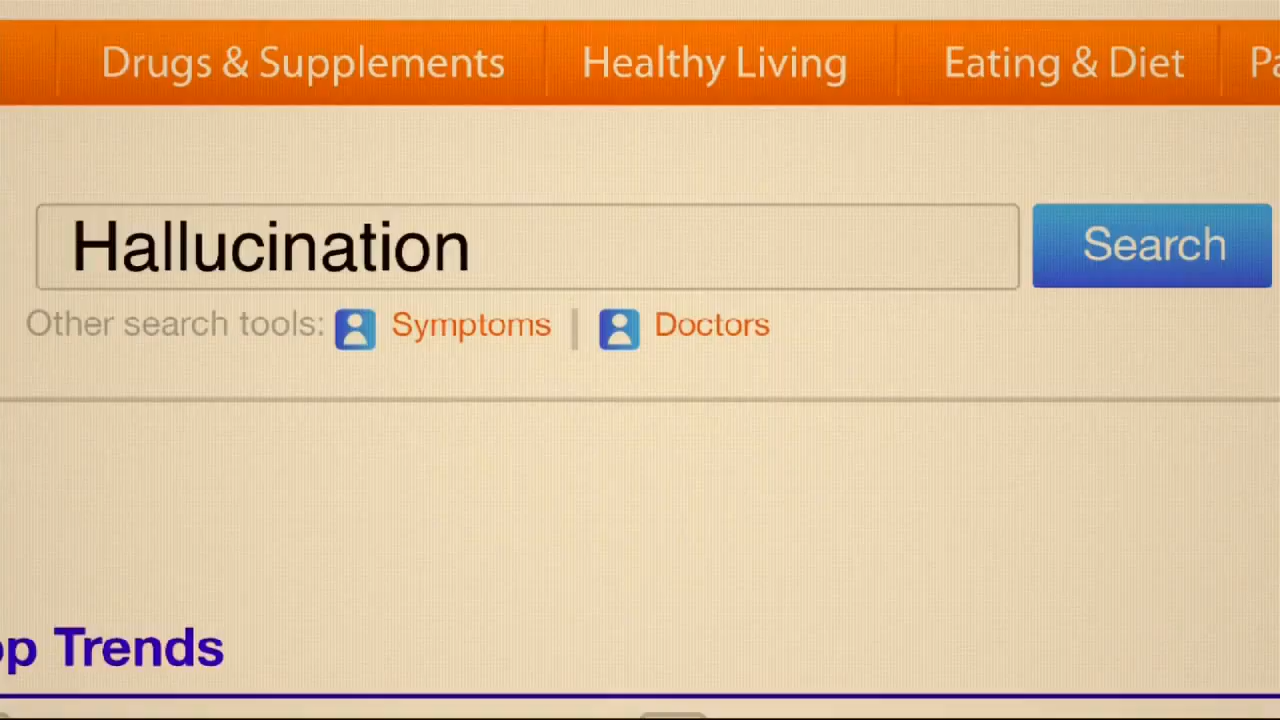 Drugs & Supplements Healthy Living Eating & Diet
Hallucination Search
Other search tools: Symptoms | Doctors
Trends